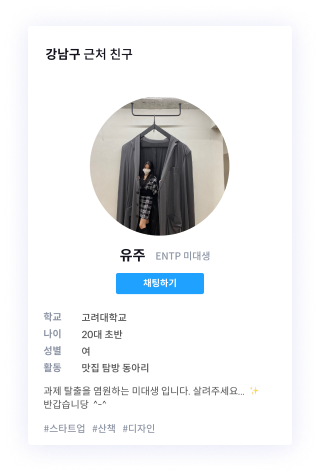 강남구 근처 친구
유주 ENTP 미대생
채팅하기
학교 고려대학교
나이 20대 초반
성별 여
활동 맛집 탐방 동아리
과제 탈출을 염원하는 미대생 입니다. 살려주세요... ✨
반갑습니당 ^-^
#스타트업 #산책 #디자인